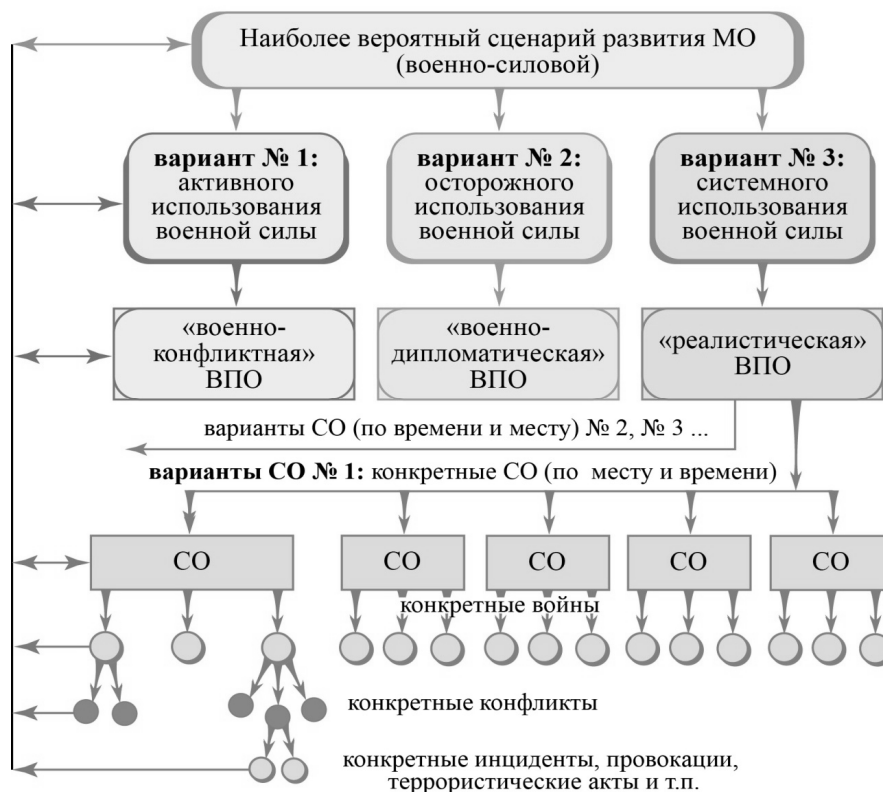 Наиболее вероятный сценарий развития МО
(военно-силовой)
вариант № 1:
активного
использования
военной силы
вариант № 2:
осторожного
использования
военной силы
вариант № 3:
системного
использования
военной силы
«военно-
конфликтная»
ВПО
«военно-
дипломатическая»
ВПО
«реалистическая»
ВПО
варианты СО (по времени и месту) № 2, № 3 ...
варианты СО № 1: конкретные СО (по месту и времени)
СО
СО
СО
СО
СО
конкретные войны
конкретные конфликты
конкретные инциденты, провокации,
террористические акты и т.п.